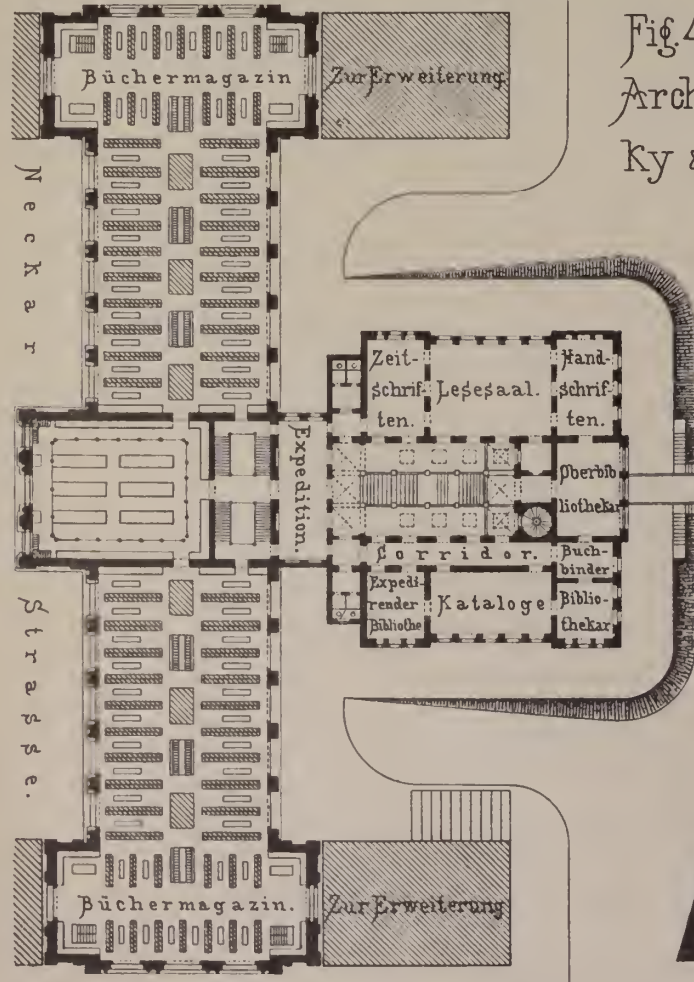 Fig. 4
Arch
ky &
Büchermagazin
Zur Erweiterung
Neckar
Zeit-
schrif-
ten.
Lesesaal.
Hand-
schrif-
ten.
Expedition.
Oberbib
liothekar
Corridor.
Buch-
binder
Expedi-
render
Bibliothe
Kataloge
Biblio-
thekar
Strasse.
Büchermagazin.
Zur Erweiterung